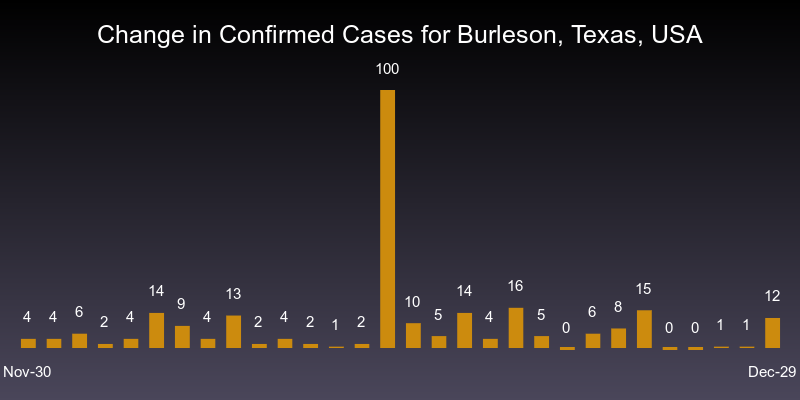 Change in Confirmed Cases for Burleson, Texas, USA
100
4 4 6 2 4 14 9 4 13 2 4 2 1 2 10 5 14 4 16 5 0 6 8 15 0 0 1 1 12
Nov-30 Dec-29